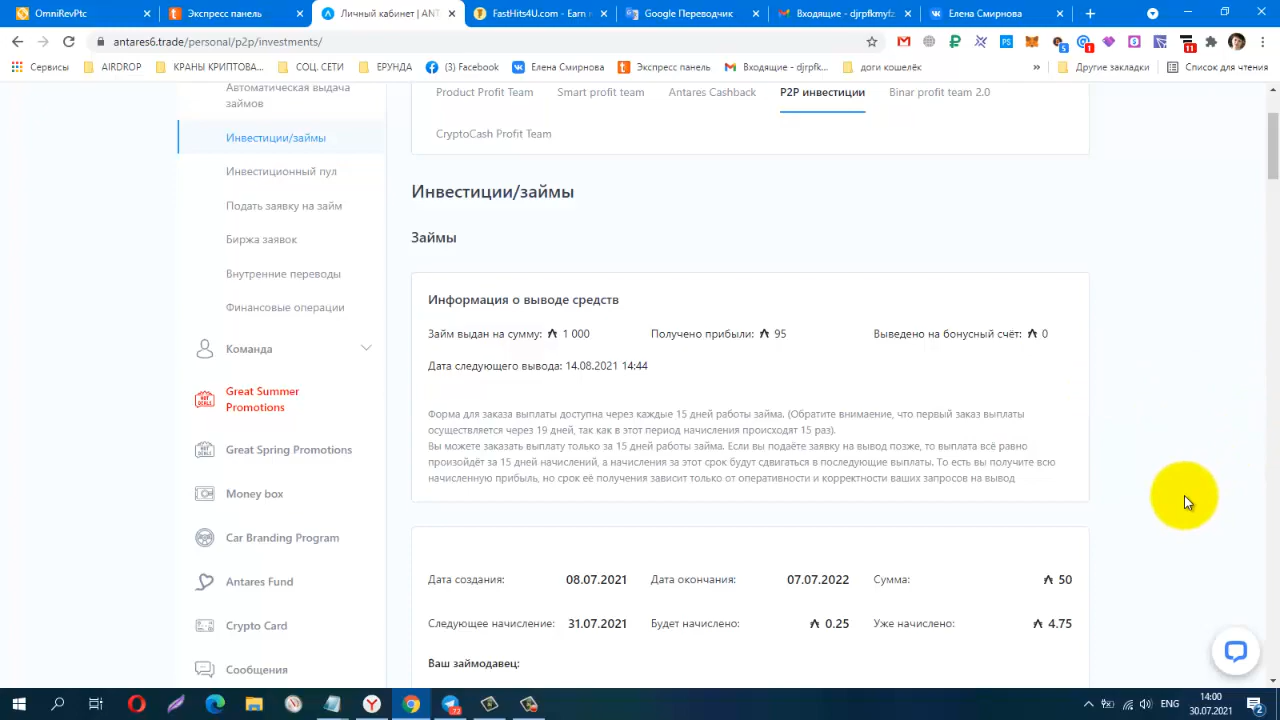 OmniRevPtc
Экспресс панель
Личный кабинет | ANT
FastHits4U.com - Earn
Google Переводчик
Входящие - djrpfkmyfz
Елена Смирнова
antares6.trade/personal/p2p/investments/
5
1
11
Сервисы
AIRDROP
КРАНЫ КРИПТОВА...
СОЦ. СЕТИ
ЕРУНДА
(3) Facebook
Елена Смирнова
Экспресс панель
Входящие - djrpfk...
доги кошелёк
»
Другие закладки
Список для чтения
Автоматическая выдача
займов
Инвестиции/займы
Инвестиционный пул
Подать заявку на займ
Биржа заявок
Внутренние переводы
Финансовые операции
Команда
Great Summer
Promotions
Great Spring Promotions
Money box
Car Branding Program
Antares Fund
Crypto Card
Сообщения
Product Profit Team
Smart profit team
Antares Cashback
P2P инвестиции
Binar profit team 2.0
CryptoCash Profit Team
Инвестиции/займы
Займы
Информация о выводе средств
Займ выдан на сумму: 1 000
Получено прибыли: 95
Выведено на бонусный счёт: 0
Дата следующего вывода: 14.08.2021 14:44
Форма для заказа выплаты доступна через каждые 15 дней работы займа. (Обратите внимаение, что первый заказ выплаты
осуществляется через 19 дней, так как в этот период начисления происходят 15 раз).
Вы можете заказать выплату только за 15 дней работы займа. Если вы подаёте заявку на вывод позже, то выплата всё равно
произойдёт за 15 дней начислений, а начисления за этот срок будут сдвигаться в последующие выплаты. То есть вы получите всю
начисленную прибыль, но срок её получения зависит только от оперативности и корректности ваших запросов на вывод
Дата создания: 08.07.2021
Дата окончания: 07.07.2022
Сумма: 50
Следующее начисление: 31.07.2021
Будет начислено: 0.25
Уже начислено: 4.75
Ваш займодавец:
ENG
14:00
30.07.2021
2